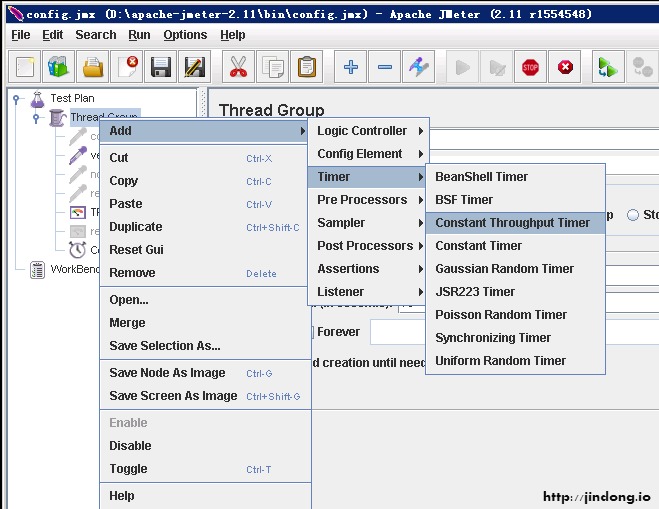 config.jmx (D:\apache-jmeter-2.11\bin\config.jmx) - Apache JMeter (2.11 r1554548)
File Edit Search Run Options Help
STOP
Test Plan
Thread Group
Thread Group
WorkBench
Add
Cut Ctrl-X
Copy Ctrl-C
Paste Ctrl-V
Duplicate Ctrl+Shift-C
Reset Gui
Remove Delete
Open...
Merge
Save Selection As...
Save Node As Image Ctrl-G
Save Screen As Image Ctrl+Shift-G
Enable
Disable
Toggle Ctrl-T
Help
Logic Controller
Config Element
Timer
Pre Processors
Sampler
Post Processors
Assertions
Listener
BeanShell Timer
BSF Timer
Constant Throughput Timer
Constant Timer
Gaussian Random Timer
JSR223 Timer
Poisson Random Timer
Synchronizing Timer
Uniform Random Timer
Forever
d creation until need
http://jindong.io